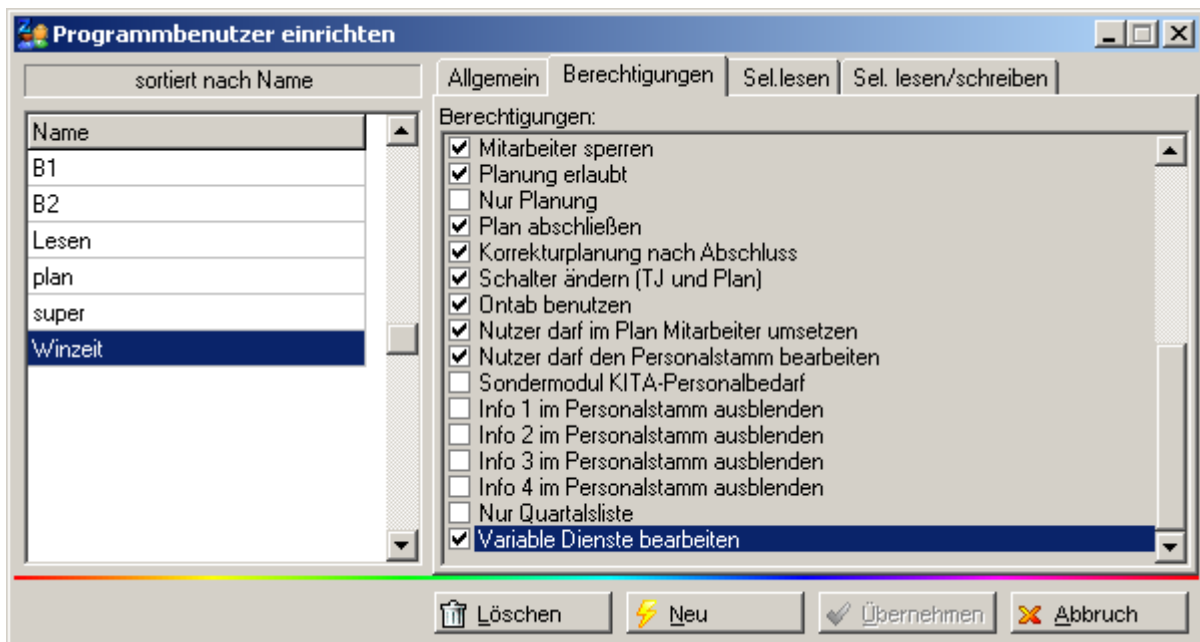 Programmbenutzer einrichten
sortiert nach Name
Name
B1
B2
Lesen
plan
super
Winzeit
Allgemein
Berechtigungen
Sel.lesen
Sel. lesen/schreiben
Berechtigungen:
Mitarbeiter sperren
Planung erlaubt
Nur Planung
Plan abschließen
Korrekturplanung nach Abschluss
Schalter ändern (TJ und Plan)
Ontab benutzen
Nutzer darf im Plan Mitarbeiter umsetzen
Nutzer darf den Personalstamm bearbeiten
Sondermodul KITA-Personalbedarf
Info 1 im Personalstamm ausblenden
Info 2 im Personalstamm ausblenden
Info 3 im Personalstamm ausblenden
Info 4 im Personalstamm ausblenden
Nur Quartalsliste
Variable Dienste bearbeiten
Löschen
Neu
Übernehmen
Abbruch